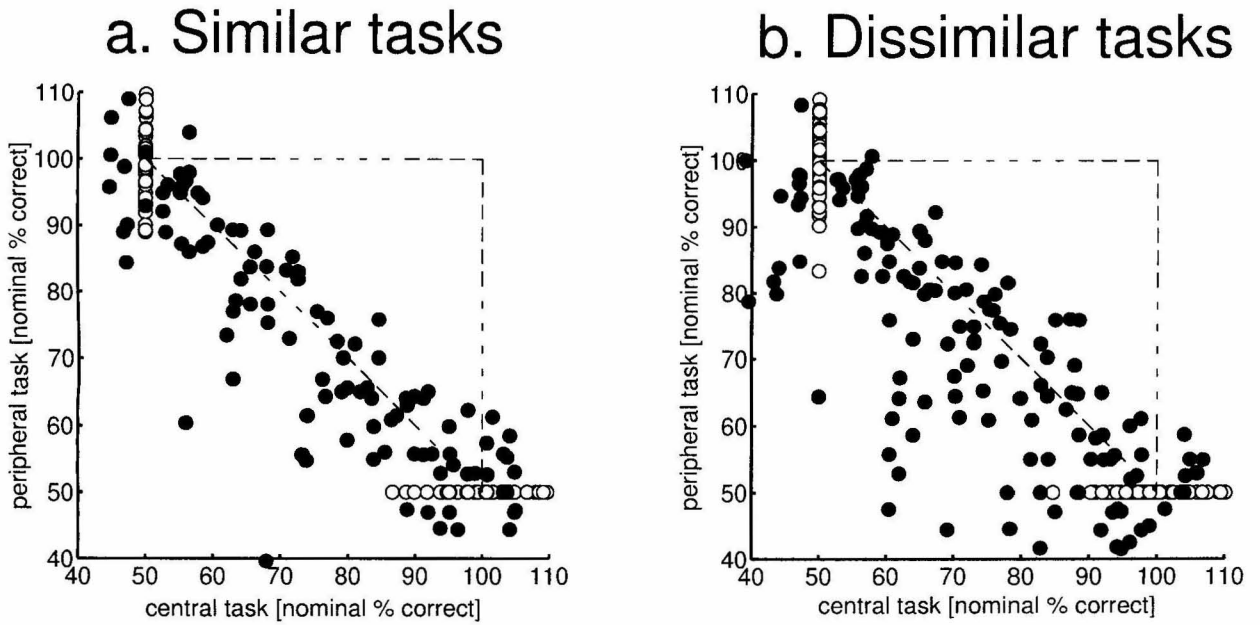 a. Similar tasks
peripheral task [nominal % correct]
110
100
90
80
70
60
50
40
40 50 60 70 80 90 100 110
central task [nominal % correct]
b. Dissimilar tasks
peripheral task [nominal % correct]
110
100
90
80
70
60
50
40
40 50 60 70 80 90 100 110
central task [nominal % correct]